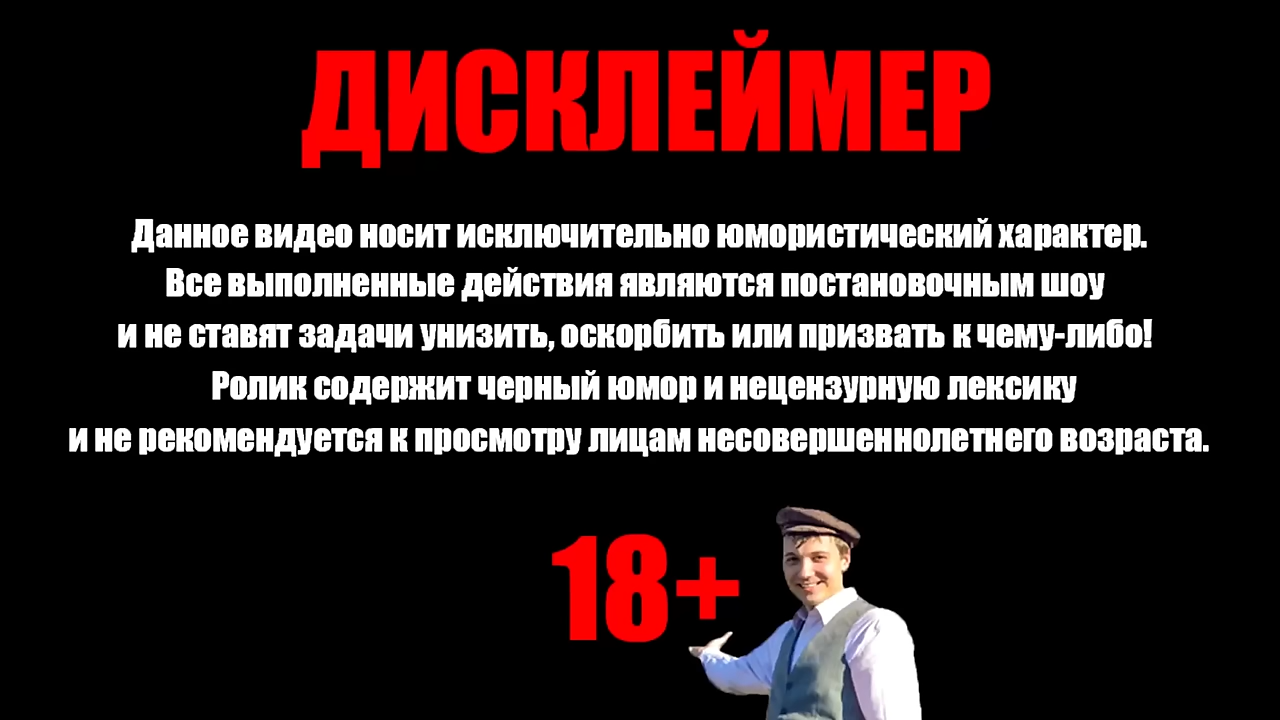 ДИСКЛЕЙМЕР
Данное видео носит исключительно юмористический характер.
Все выполненные действия являются постановочным шоу
и не ставят задачи унизить, оскорбить или призвать к чему-либо!
Ролик содержит черный юмор и нецензурную лексику
и не рекомендуется к просмотру лицам несовершеннолетнего возраста.
18+